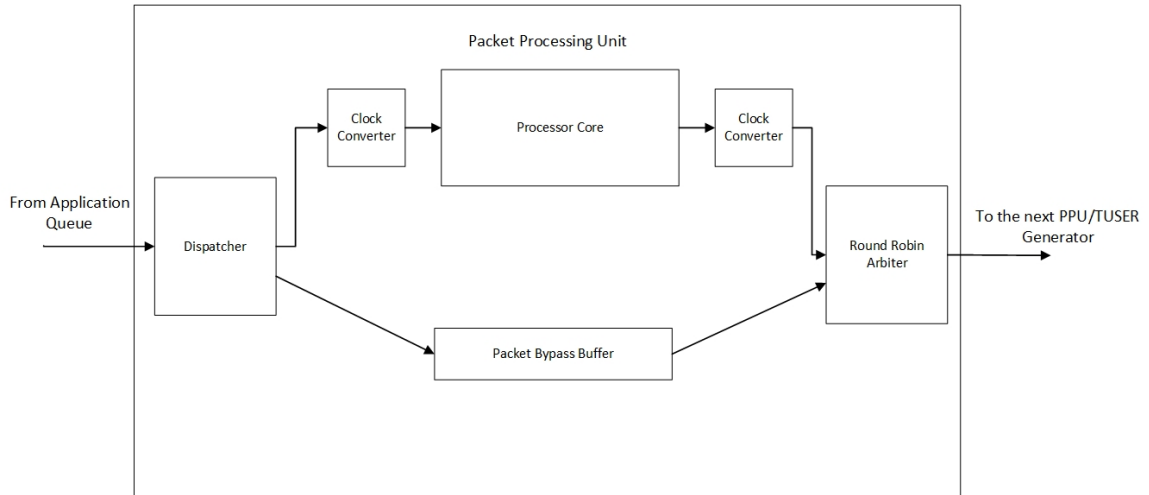 Packet Processing Unit
Clock
Converter
Processor Core
Clock
Converter
From Application
Queue
Dispatcher
Round Robin
Arbiter
To the next PPU/TUSER
Generator
Packet Bypass Buffer